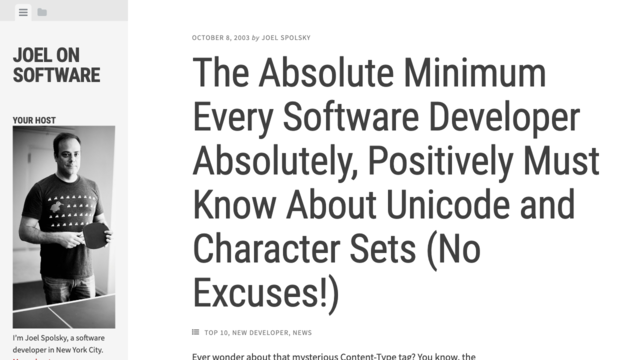 JOEL ON
SOFTWARE
YOUR HOST
I'm Joel Spolsky, a software
developer in New York City.
OCTOBER 8, 2003 by JOEL SPOLSKY
The Absolute Minimum
Every Software Developer
Absolutely, Positively Must
Know About Unicode and
Character Sets (No
Excuses!)
TOP 10, NEW DEVELOPER, NEWS
Ever wonder about that mysterious Content-Type tag? You know, the